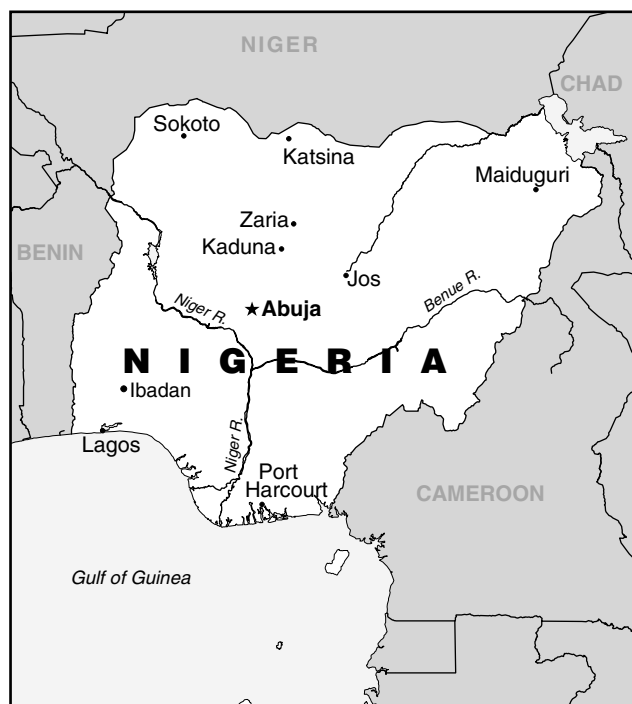 NIGER
CHAD
Sokoto
Katsina
Maiduguri
Zaria
Kaduna
BENIN
Jos
Niger R.
Abuja
Benue R.
NIGERIA
Ibadan
Lagos
Niger R.
Port
Harcourt
CAMEROON
Gulf of Guinea